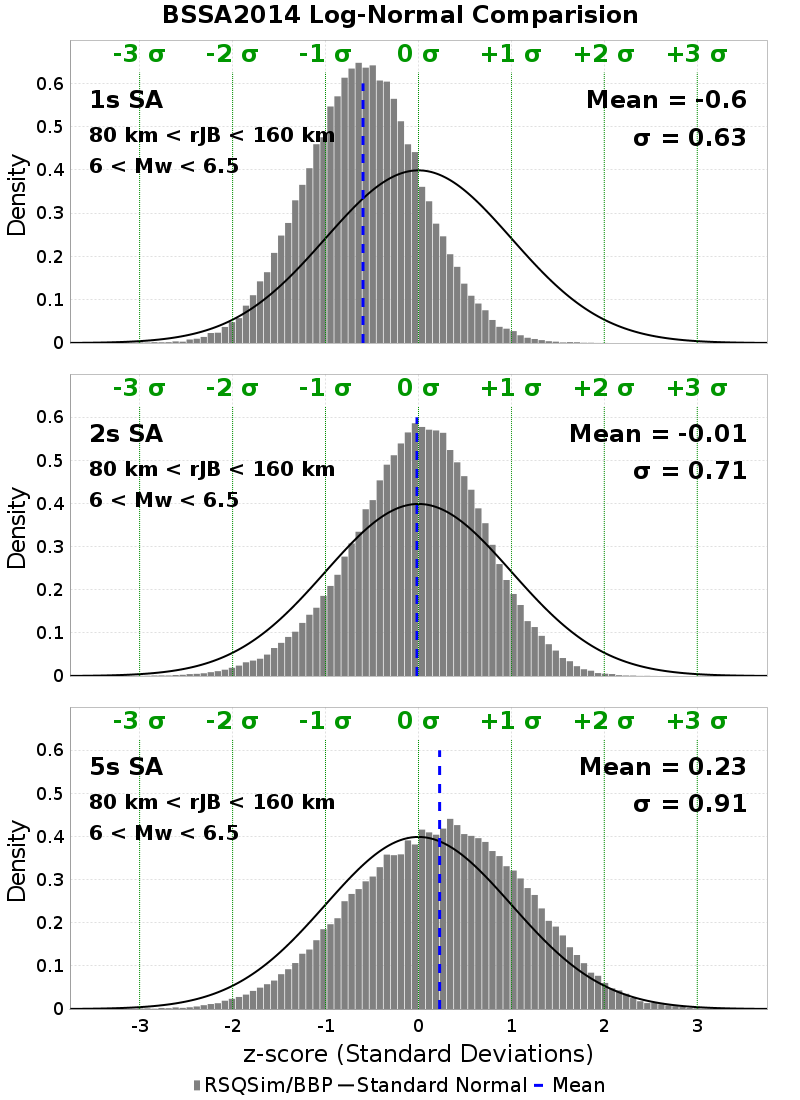 BSSA2014 Log-Normal Comparision
-3 σ -2 σ -1 σ 0 σ +1 σ +2 σ +3 σ
1s SA
Mean = -0.6
80 km < rJB < 160 km
σ = 0.63
6 < Mw < 6.5
Density
0.6
0.5
0.4
0.3
0.2
0.1
0
-3 σ -2 σ -1 σ 0 σ +1 σ +2 σ +3 σ
2s SA
Mean = -0.01
80 km < rJB < 160 km
σ = 0.71
6 < Mw < 6.5
Density
0.6
0.5
0.4
0.3
0.2
0.1
0
-3 σ -2 σ -1 σ 0 σ +1 σ +2 σ +3 σ
5s SA
Mean = 0.23
80 km < rJB < 160 km
σ = 0.91
6 < Mw < 6.5
Density
0.6
0.5
0.4
0.3
0.2
0.1
0
-3 -2 -1 0 1 2 3
z-score (Standard Deviations)
RSQSim/BBP Standard Normal Mean